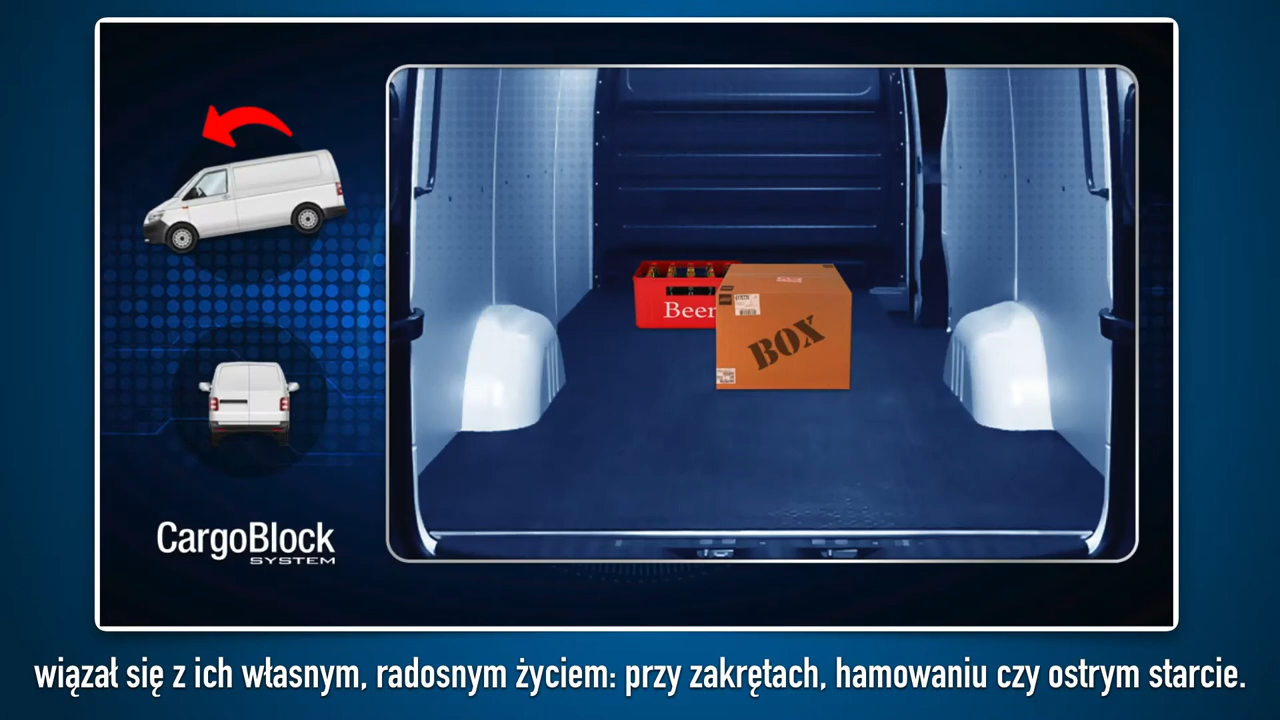 Beer
BOX
CargoBlock
SYSTEM
wiązał się z ich własnym, radosnym życiem: przy zakrętach, hamowaniu czy ostrym starcie.